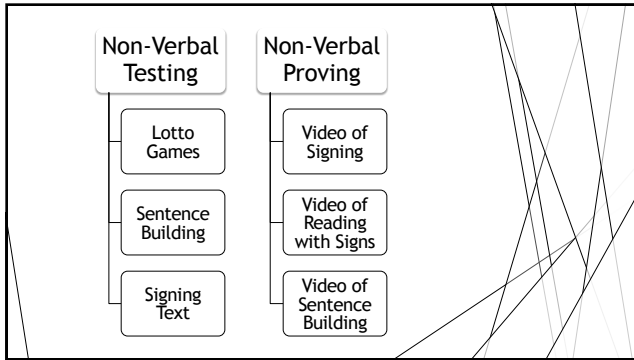 Non-Verbal
Testing
Lotto
Games
Sentence
Building
Signing
Text
Non-Verbal
Proving
Video of
Signing
Video of
Reading
with Signs
Video of
Sentence
Building